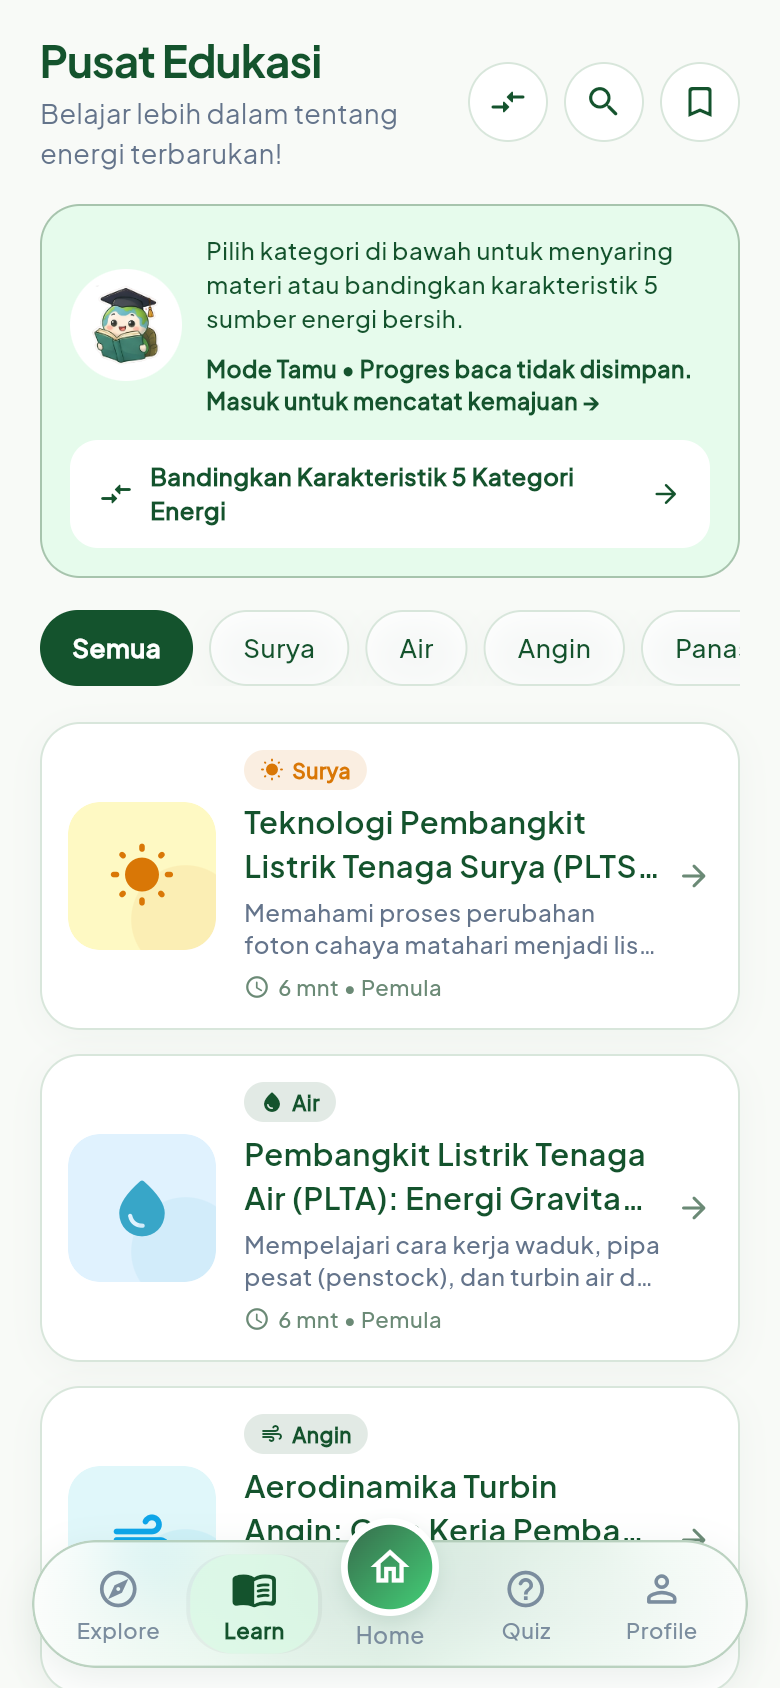 Pusat Edukasi
Belajar lebih dalam tentang
energi terbarukan!
Pilih kategori di bawah untuk menyaring
materi atau bandingkan karakteristik 5
sumber energi bersih.
Mode Tamu • Progres baca tidak disimpan.
Masuk untuk mencatat kemajuan →
Bandingkan Karakteristik 5 Kategori
Energi
Semua
Surya
Air
Angin
Panas
Surya
Teknologi Pembangkit
Listrik Tenaga Surya (PLTS...
Memahami proses perubahan
foton cahaya matahari menjadi lis...
6 mnt • Pemula
Air
Pembangkit Listrik Tenaga
Air (PLTA): Energi Gravita...
Mempelajari cara kerja waduk, pipa
pesat (penstock), dan turbin air d...
6 mnt • Pemula
Angin
Aerodinamika Turbin
Angin: Kerja Pemba...
Explore
Learn
Home
Quiz
Profile